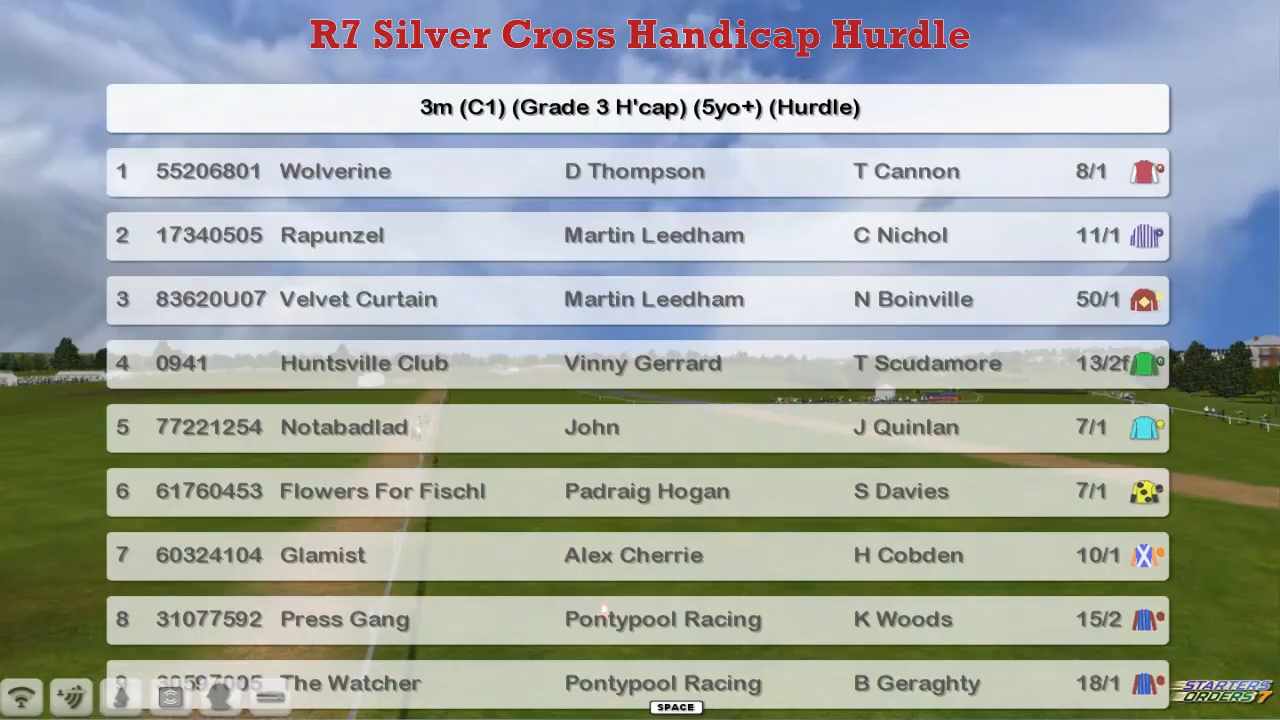 R7 Silver Cross Handicap Hurdle
3m (C1) (Grade 3 H'cap) (5yo+) (Hurdle)
1 55206801 Wolverine D Thompson T Cannon 8/1
2 17340505 Rapunzel Martin Leedham C Nichol 11/1
3 83620U07 Velvet Curtain Martin Leedham N Boinville 50/1
4 0941 Huntsville Club Vinny Gerrard T Scudamore 13/2f
5 77221254 Notabadlad John J Quinlan 7/1
6 61760453 Flowers For Fischl Padraig Hogan S Davies 7/1
7 60324104 Glamist Alex Cherrie H Cobden 10/1
8 31077592 Press Gang Pontypool Racing K Woods 15/2
9 30597005 The Watcher Pontypool Racing B Geraghty 18/1
SPACE
STARTERS
ORDERS 7